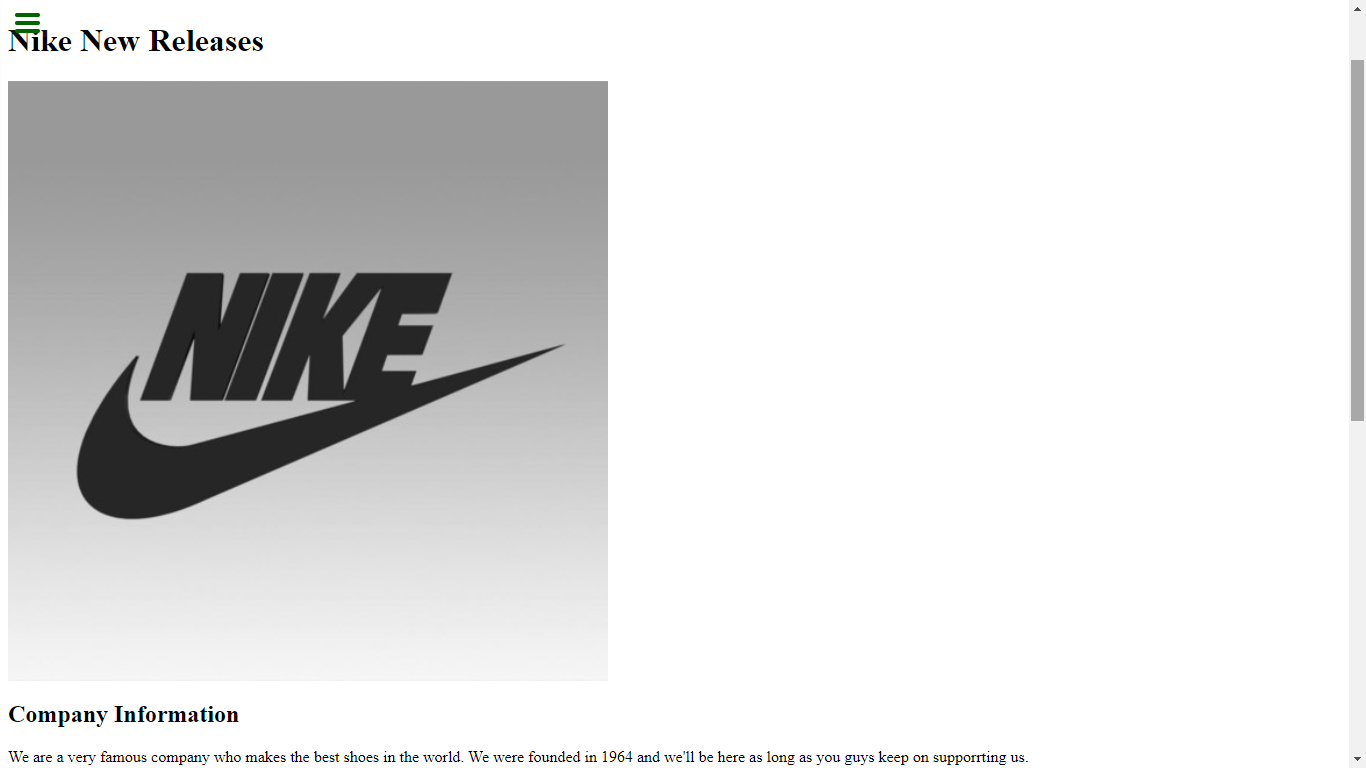 Nike New Releases
NIKE
Company Information
We are a very famous company who makes the best shoes in the world. We were founded in 1964 and we'll be here as long as you guys keep on supporrting us.